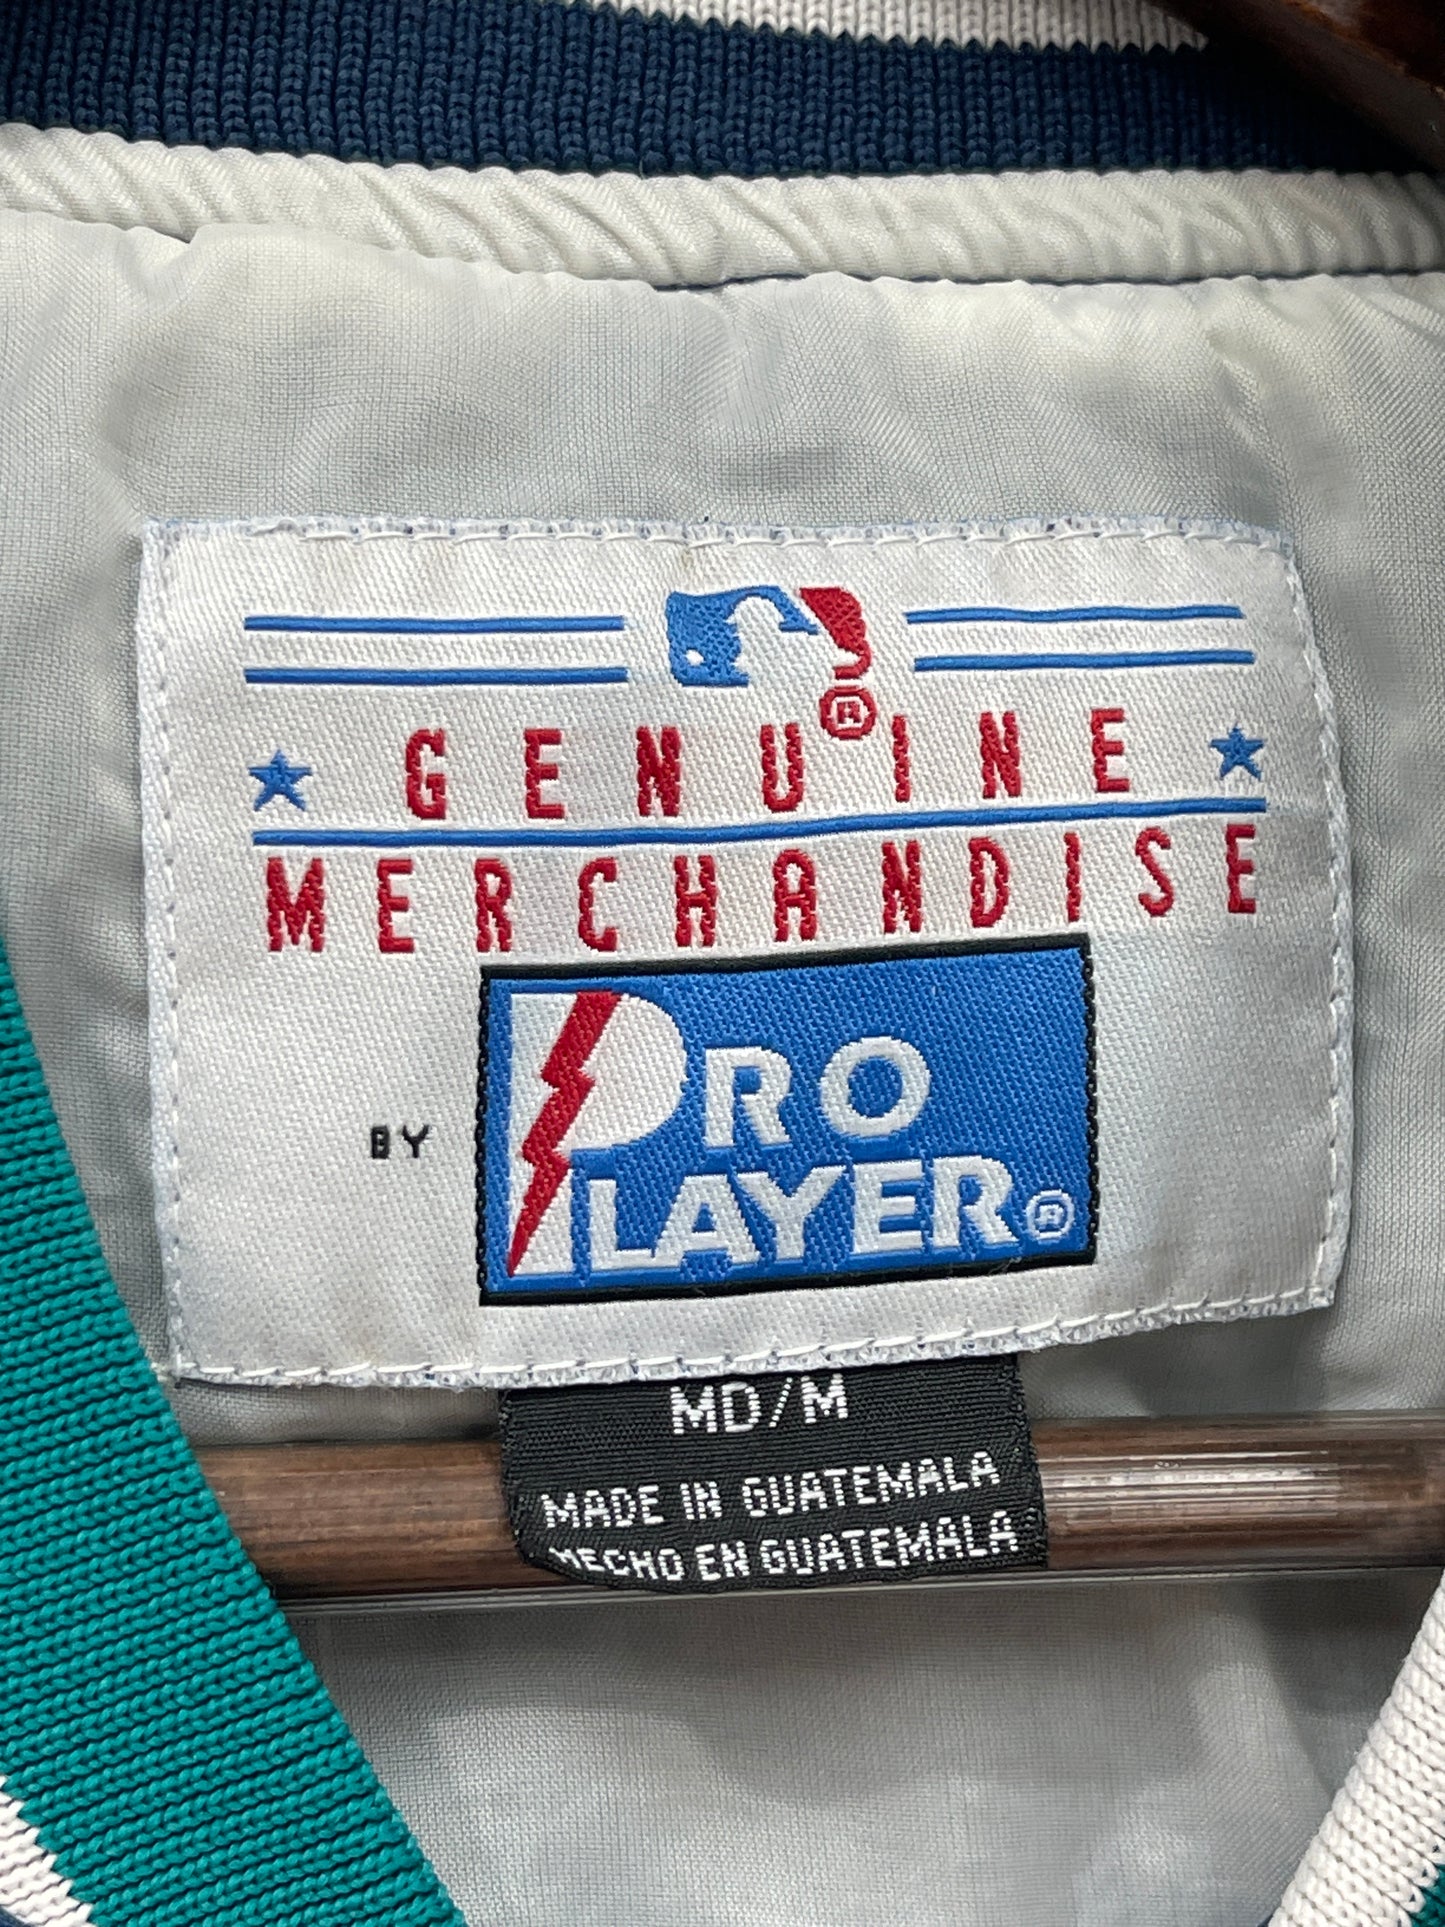 GENUINE
MERCHANDISE
BY
PRO
PLAYER®
MD/M
MADE IN GUATEMALA
HECHO EN GUATEMALA